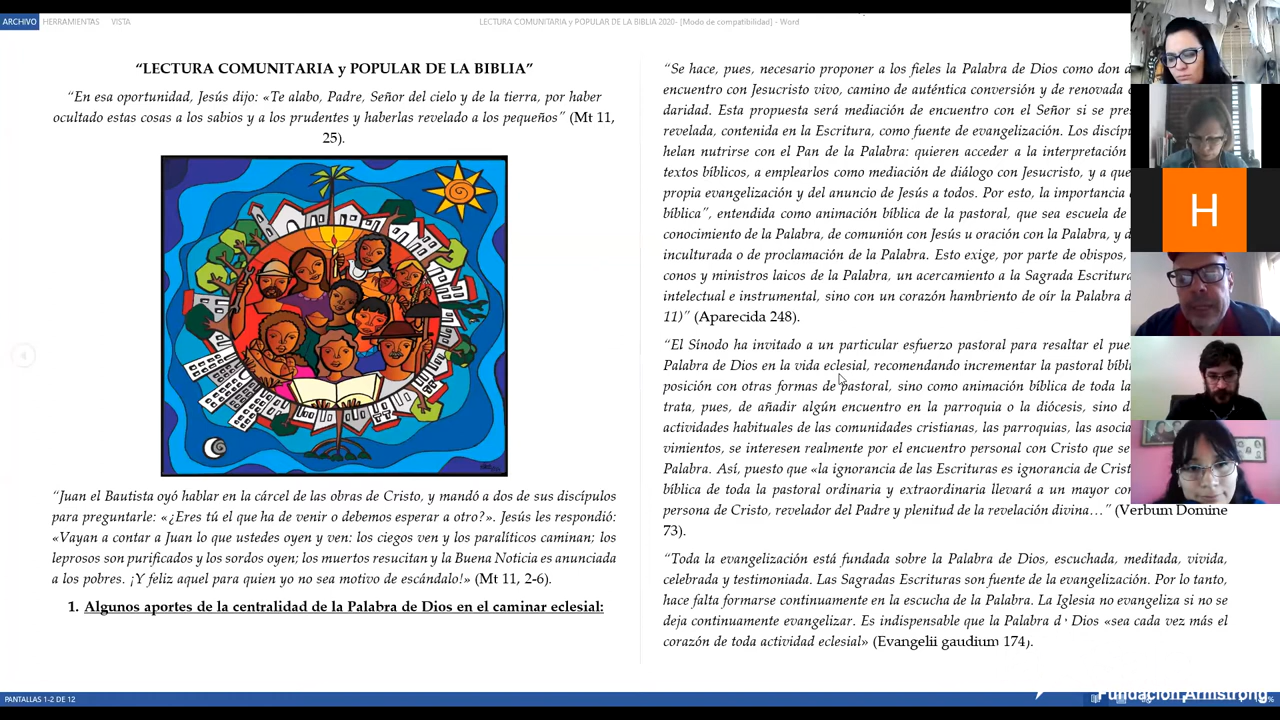 ARCHIVO HERRAMIENTAS VISTA
LECTURA COMUNITARIA y POPULAR DE LA BIBLIA 2020- [Modo de compatibilidad] - Word
“LECTURA COMUNITARIA y POPULAR DE LA BIBLIA”
“En esa oportunidad, Jesús dijo: «Te alabo, Padre, Señor del cielo y de la tierra, por haber
ocultado estas cosas a los sabios y a los prudentes y haberlas revelado a los pequeños” (Mt 11,
25).
“Juan el Bautista oyó hablar en la cárcel de las obras de Cristo, y mandó a dos de sus discípulos
para preguntarle: «¿Eres tú el que ha de venir o debemos esperar a otro?». Jesús les respondió:
«Vayan a contar a Juan lo que ustedes oyen y ven: los ciegos ven y los paralíticos caminan; los
leprosos son purificados y los sordos oyen; los muertos resucitan y la Buena Noticia es anunciada
a los pobres. ¡Y feliz aquel para quien yo no sea motivo de escándalo!» (Mt 11, 2-6).
1. Algunos aportes de la centralidad de la Palabra de Dios en el caminar eclesial:
“Se hace, pues, necesario proponer a los fieles la Palabra de Dios como don d
encuentro con Jesucristo vivo, camino de auténtica conversión y de renovada
daridad. Esta propuesta será mediación de encuentro con el Señor si se pres
revelada, contenida en la Escritura, como fuente de evangelización. Los discípu
helan nutrirse con el Pan de la Palabra: quieren acceder a la interpretación
textos bíblicos, a emplearlos como mediación de diálogo con Jesucristo, y a que
propia evangelización y del anuncio de Jesús a todos. Por esto, la importancia
bíblica”, entendida como animación bíblica de la pastoral, que sea escuela de
conocimiento de la Palabra, de comunión con Jesús u oración con la Palabra, y d
inculturada o de proclamación de la Palabra. Esto exige, por parte de obispos,
conos y ministros laicos de la Palabra, un acercamiento a la Sagrada Escritura
intelectual e instrumental, sino con un corazón hambriento de oír la Palabra d
11)” (Aparecida 248).
“El Sínodo ha invitado a un particular esfuerzo pastoral para resaltar el pues
Palabra de Dios en la vida eclesial, recomendando incrementar la pastoral bíbli
posición con otras formas de pastoral, sino como animación bíblica de toda la
trata, pues, de añadir algún encuentro en la parroquia o la diócesis, sino d
actividades habituales de las comunidades cristianas, las parroquias, las asocia
vimientos, se interesen realmente por el encuentro personal con Cristo que se
Palabra. Así, puesto que «la ignorancia de las Escrituras es ignorancia de Crist
bíblica de toda la pastoral ordinaria y extraordinaria llevará a un mayor con
persona de Cristo, revelador del Padre y plenitud de la revelación divina…” (Verbum Domine
73).
“Toda la evangelización está fundada sobre la Palabra de Dios, escuchada, meditada, vivida,
celebrada y testimoniada. Las Sagradas Escrituras son fuente de la evangelización. Por lo tanto,
hace falta formarse continuamente en la escucha de la Palabra. La Iglesia no evangeliza si no se
deja continuamente evangelizar. Es indispensable que la Palabra d Dios «sea cada vez más el
corazón de toda actividad eclesial» (Evangelii gaudium 174).
H
PANTALLAS 1-2 DE 12
Fundación Armstrong